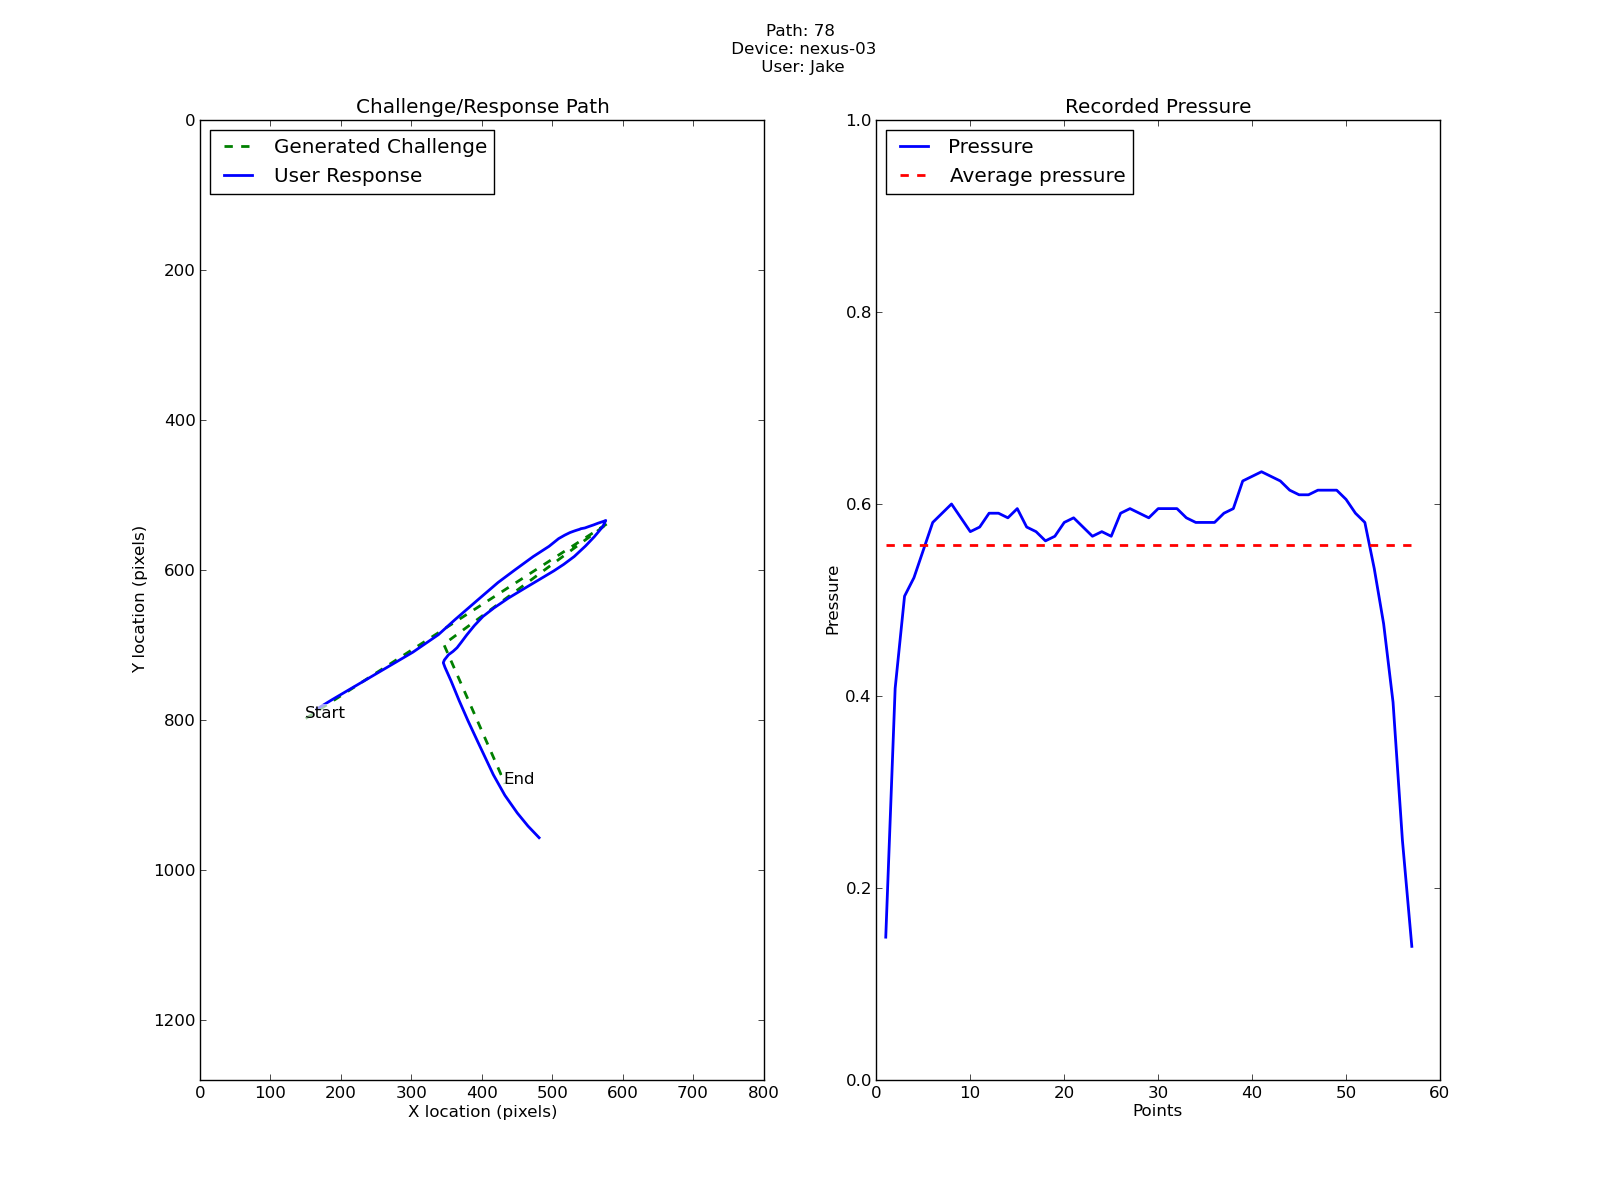 Path: 78
Device: nexus-03
User: Jake
Challenge/Response Path
Generated Challenge
User Response
0
200
400
600
800
1000
1200
Y location (pixels)
Start
End
0 100 200 300 400 500 600 700 800
X location (pixels)
Recorded Pressure
Pressure
Average pressure
1.0
0.8
0.6
0.4
0.2
0.0
Pressure
0 10 20 30 40 50 60
Points